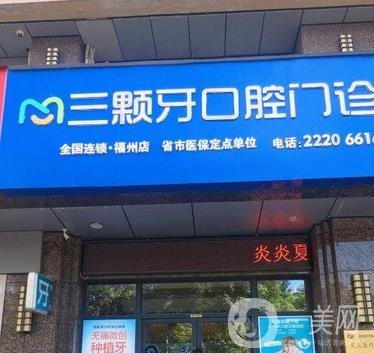 三颗牙口腔门诊
全国连锁·福州店 省市医保定点单位 电话: 2220 661
炎炎夏
无痛微创
种植牙
牙
美网